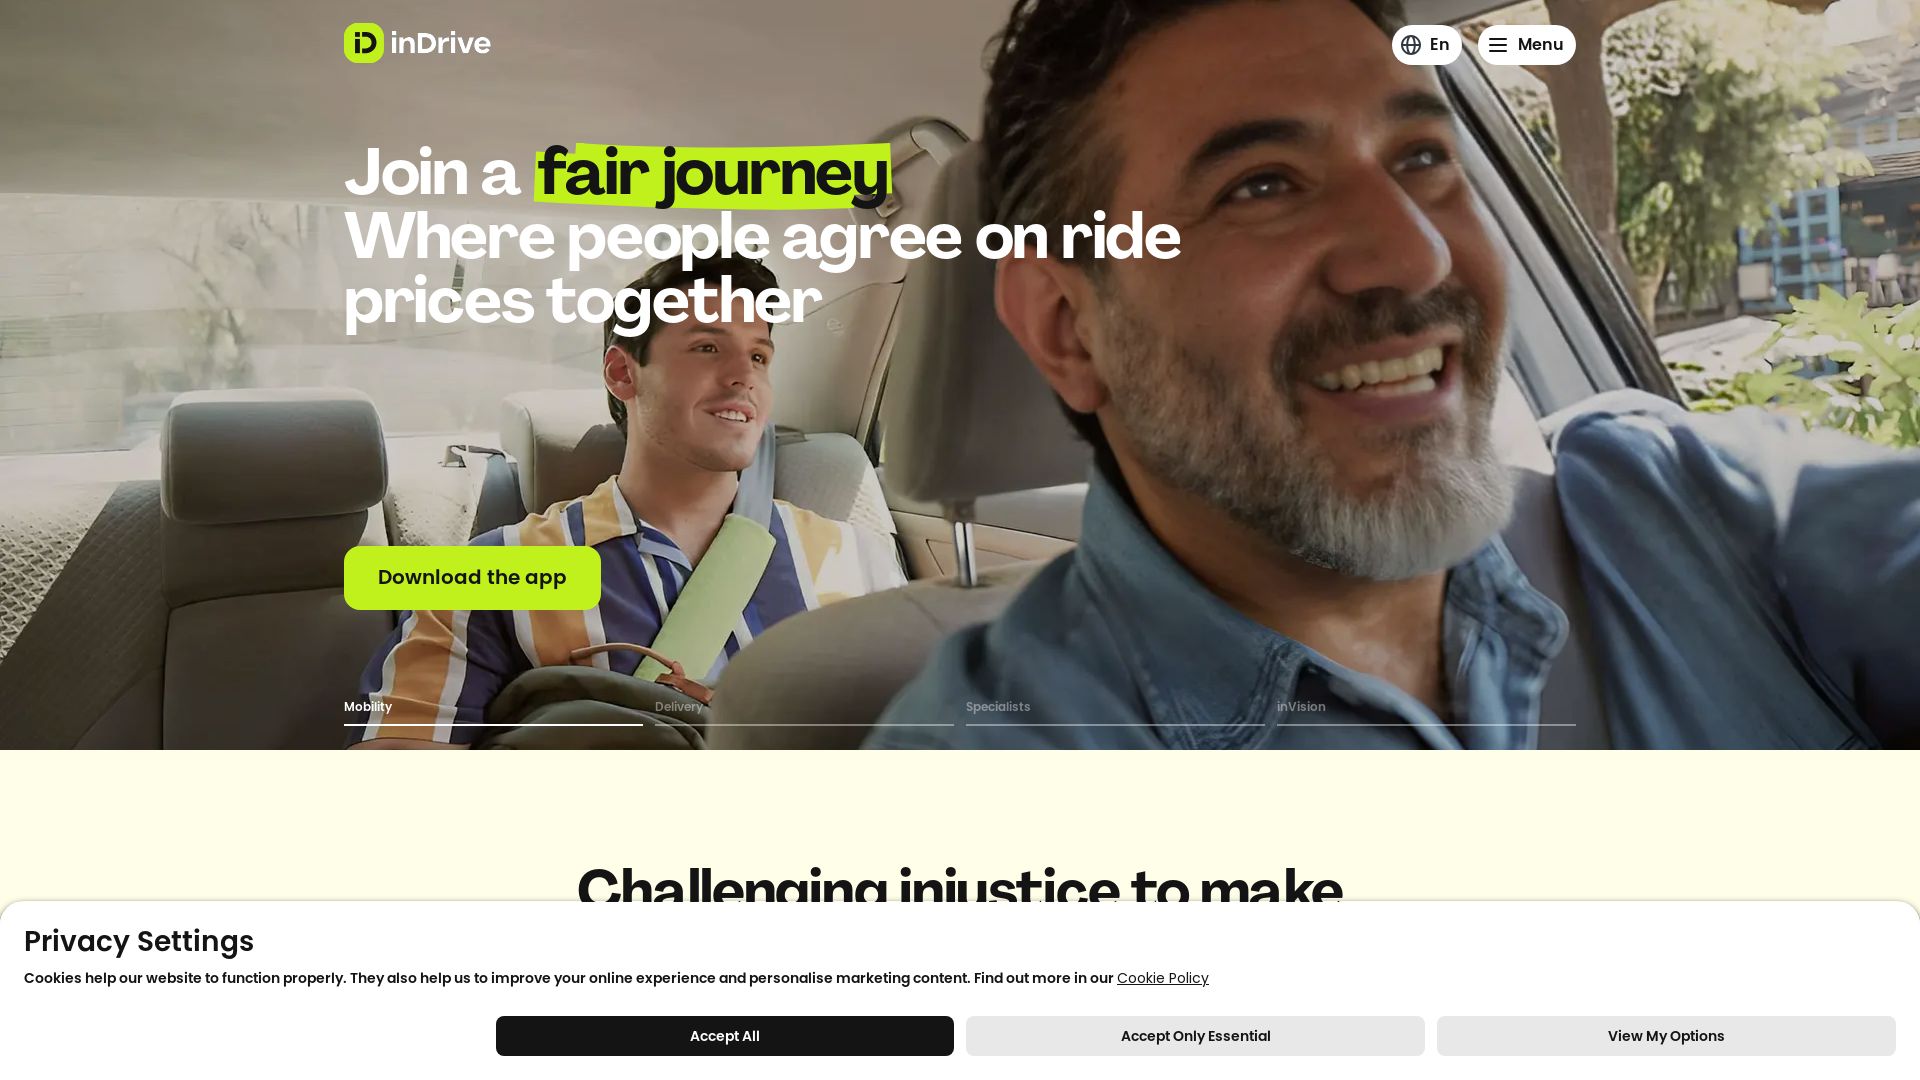 inDrive
En
Menu
Join a fair journey
Where people agree on ride
prices together
Download the app
Mobility
Delivery
Specialists
inVision
Challenging injustice to make
Privacy Settings
Cookies help our website to function properly. They also help us to improve your online experience and personalise marketing content. Find out more in our Cookie Policy
Accept All
Accept Only Essential
View My Options